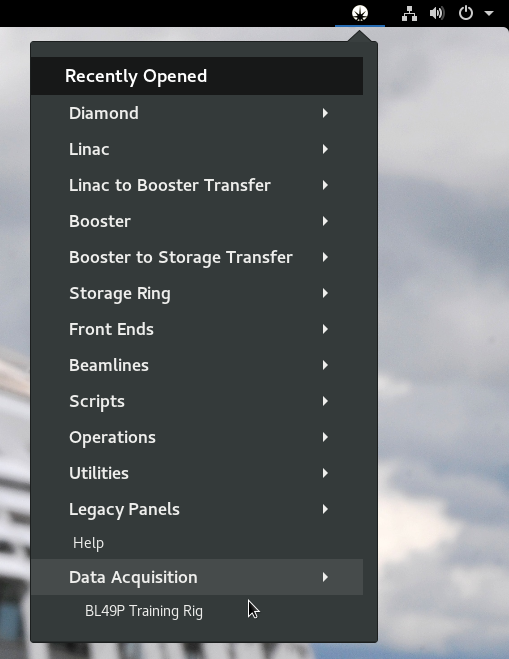 Recently Opened
Diamond
Linac
Linac to Booster Transfer
Booster
Booster to Storage Transfer
Storage Ring
Front Ends
Beamlines
Scripts
Operations
Utilities
Legacy Panels
Help
Data Acquisition
BL49P Training Rig